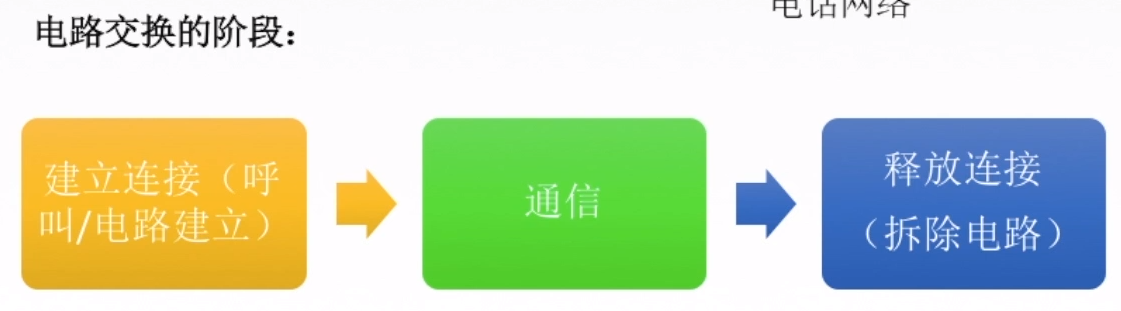 电话网络
电路交换的阶段：
建立连接（呼
叫/电路建立）
通信
释放连接
（拆除电路）